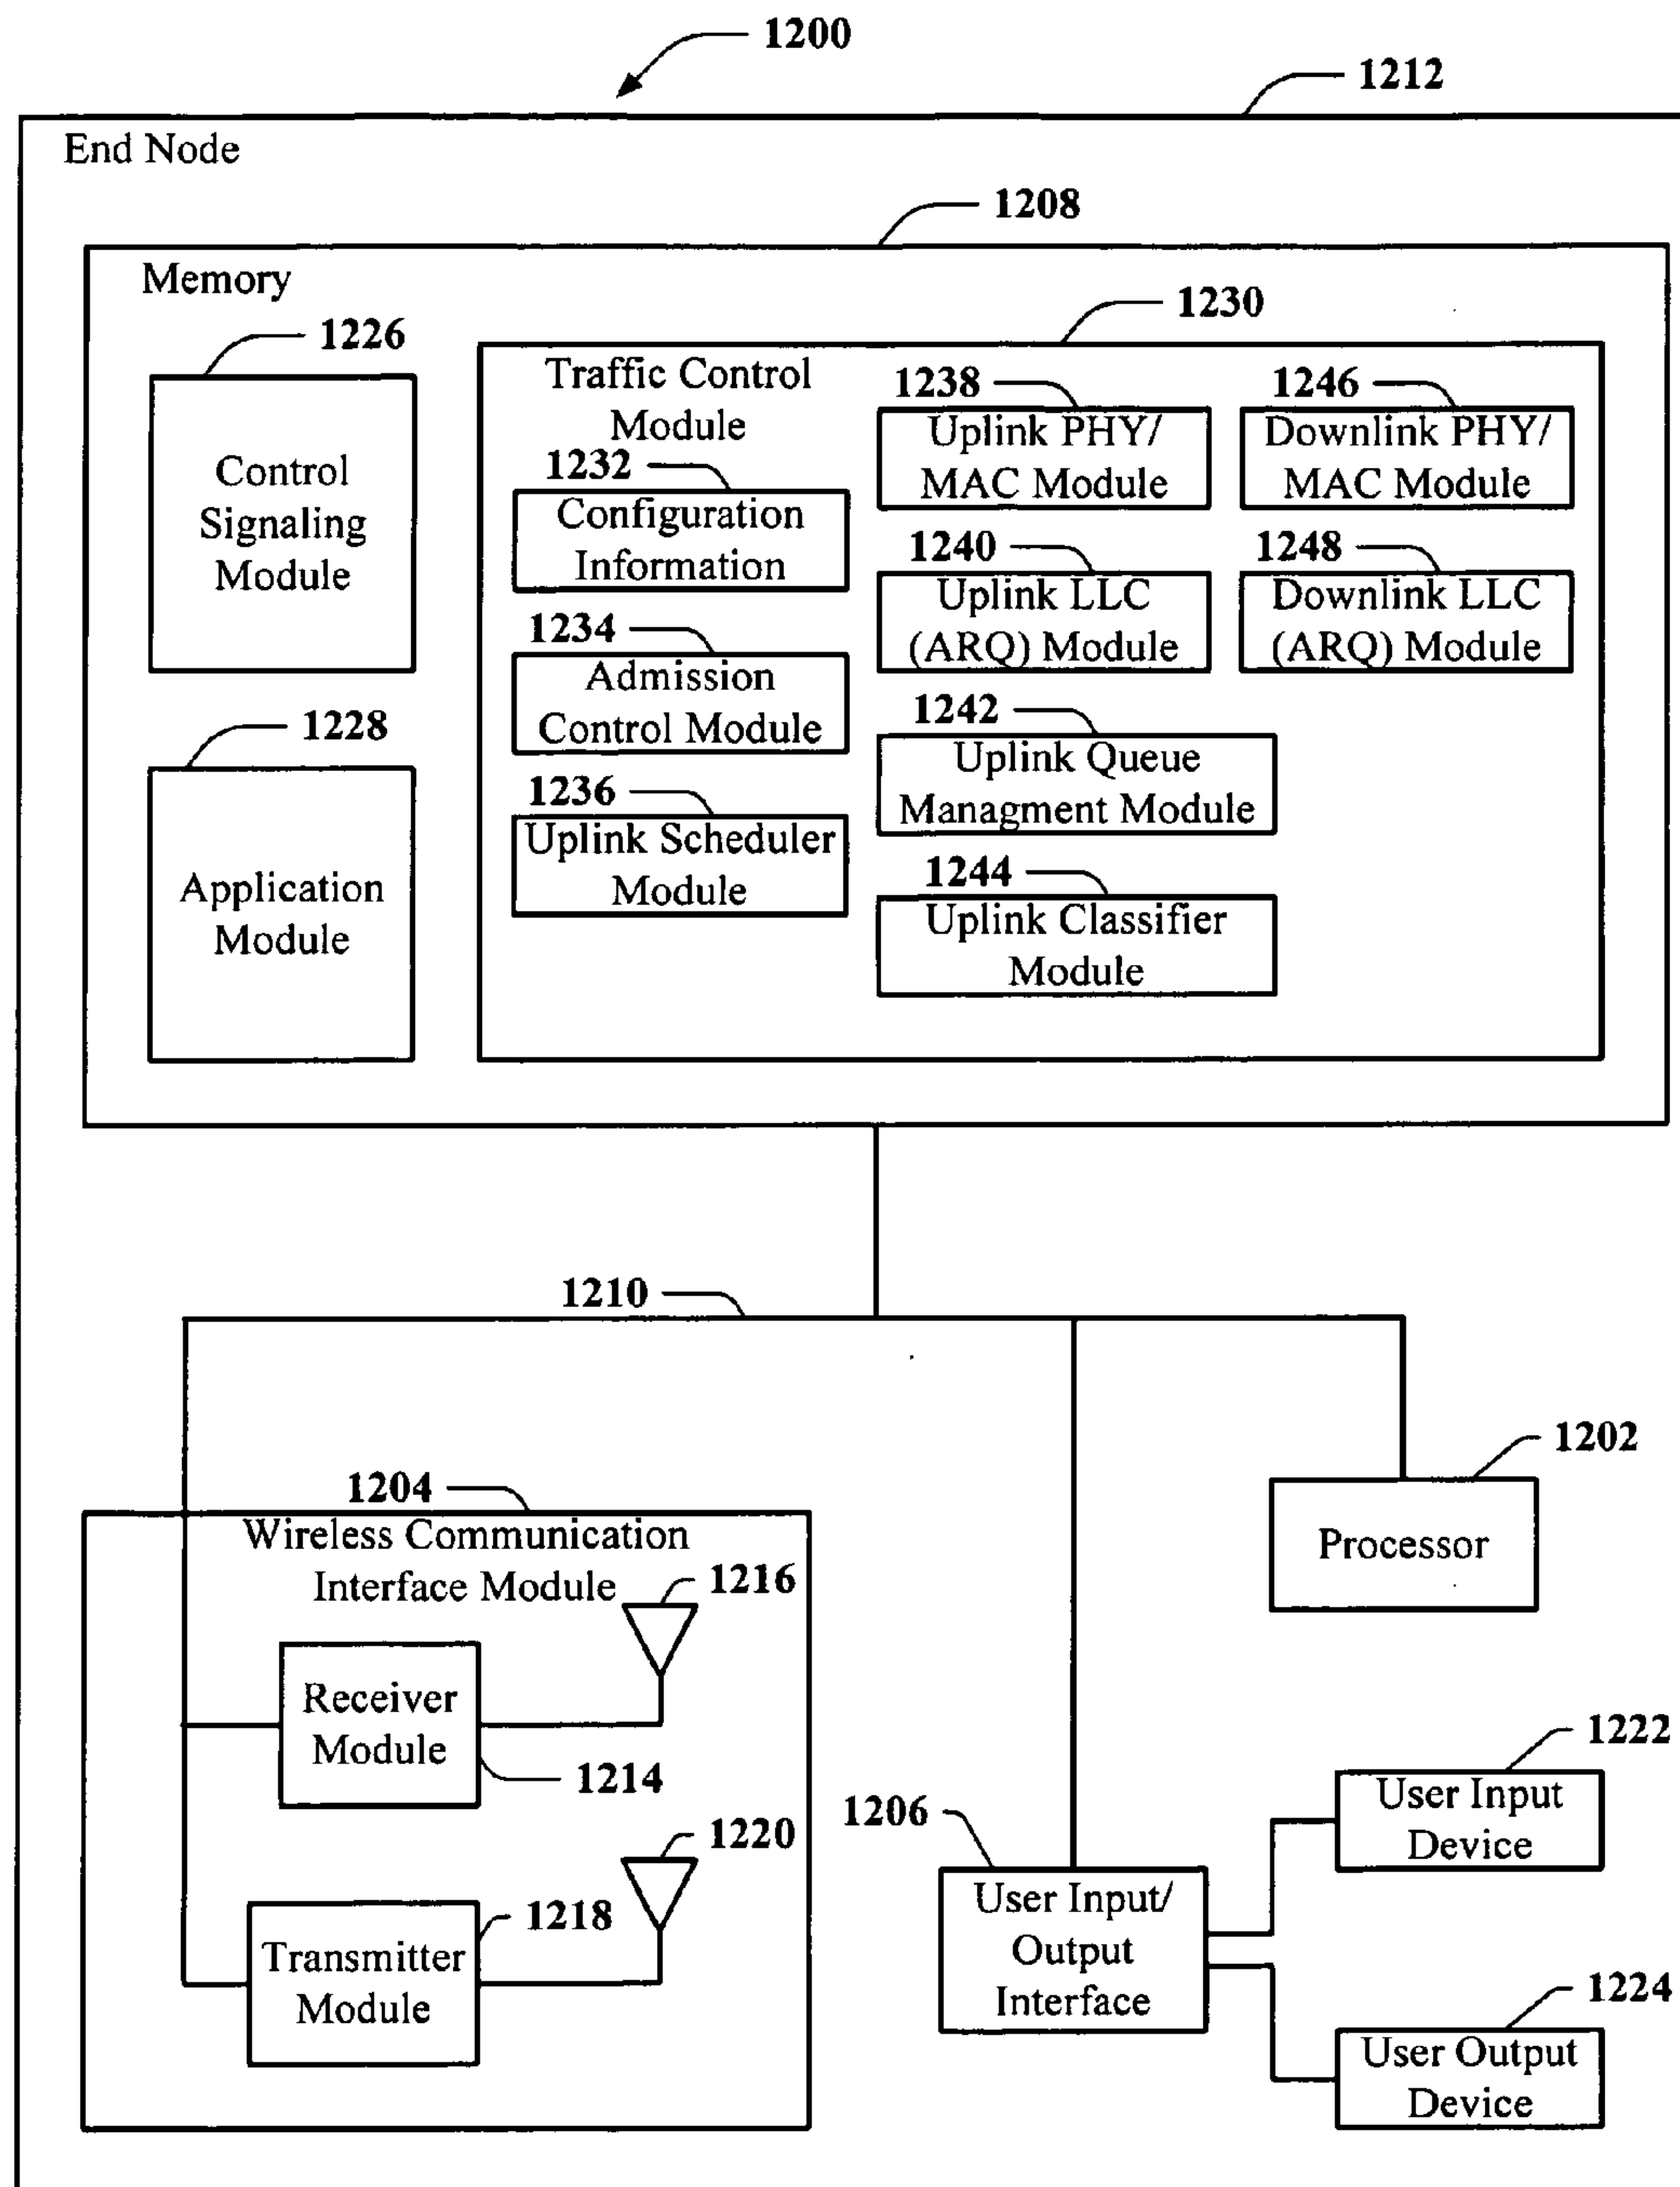 1200
1212
End Node
1208
Memory
1230
1226
Control
Signaling
Module
1228
Application
Module
Traffic Control
Module
1232
Configuration
Information
1234
Admission
Control Module
1236
Uplink Scheduler
Module
1238
Uplink PHY/
MAC Module
1240
Uplink LLC
(ARQ) Module
1242
Uplink Queue
Managment Module
1244
Uplink Classifier
Module
1246
Downlink PHY/
MAC Module
1248
Downlink LLC
(ARQ) Module
1210
1202
Processor
1204
Wireless Communication
Interface Module
1216
Receiver
Module
1214
1220
1218
Transmitter
Module
1206
User Input/
Output
Interface
1222
User Input
Device
1224
User Output
Device